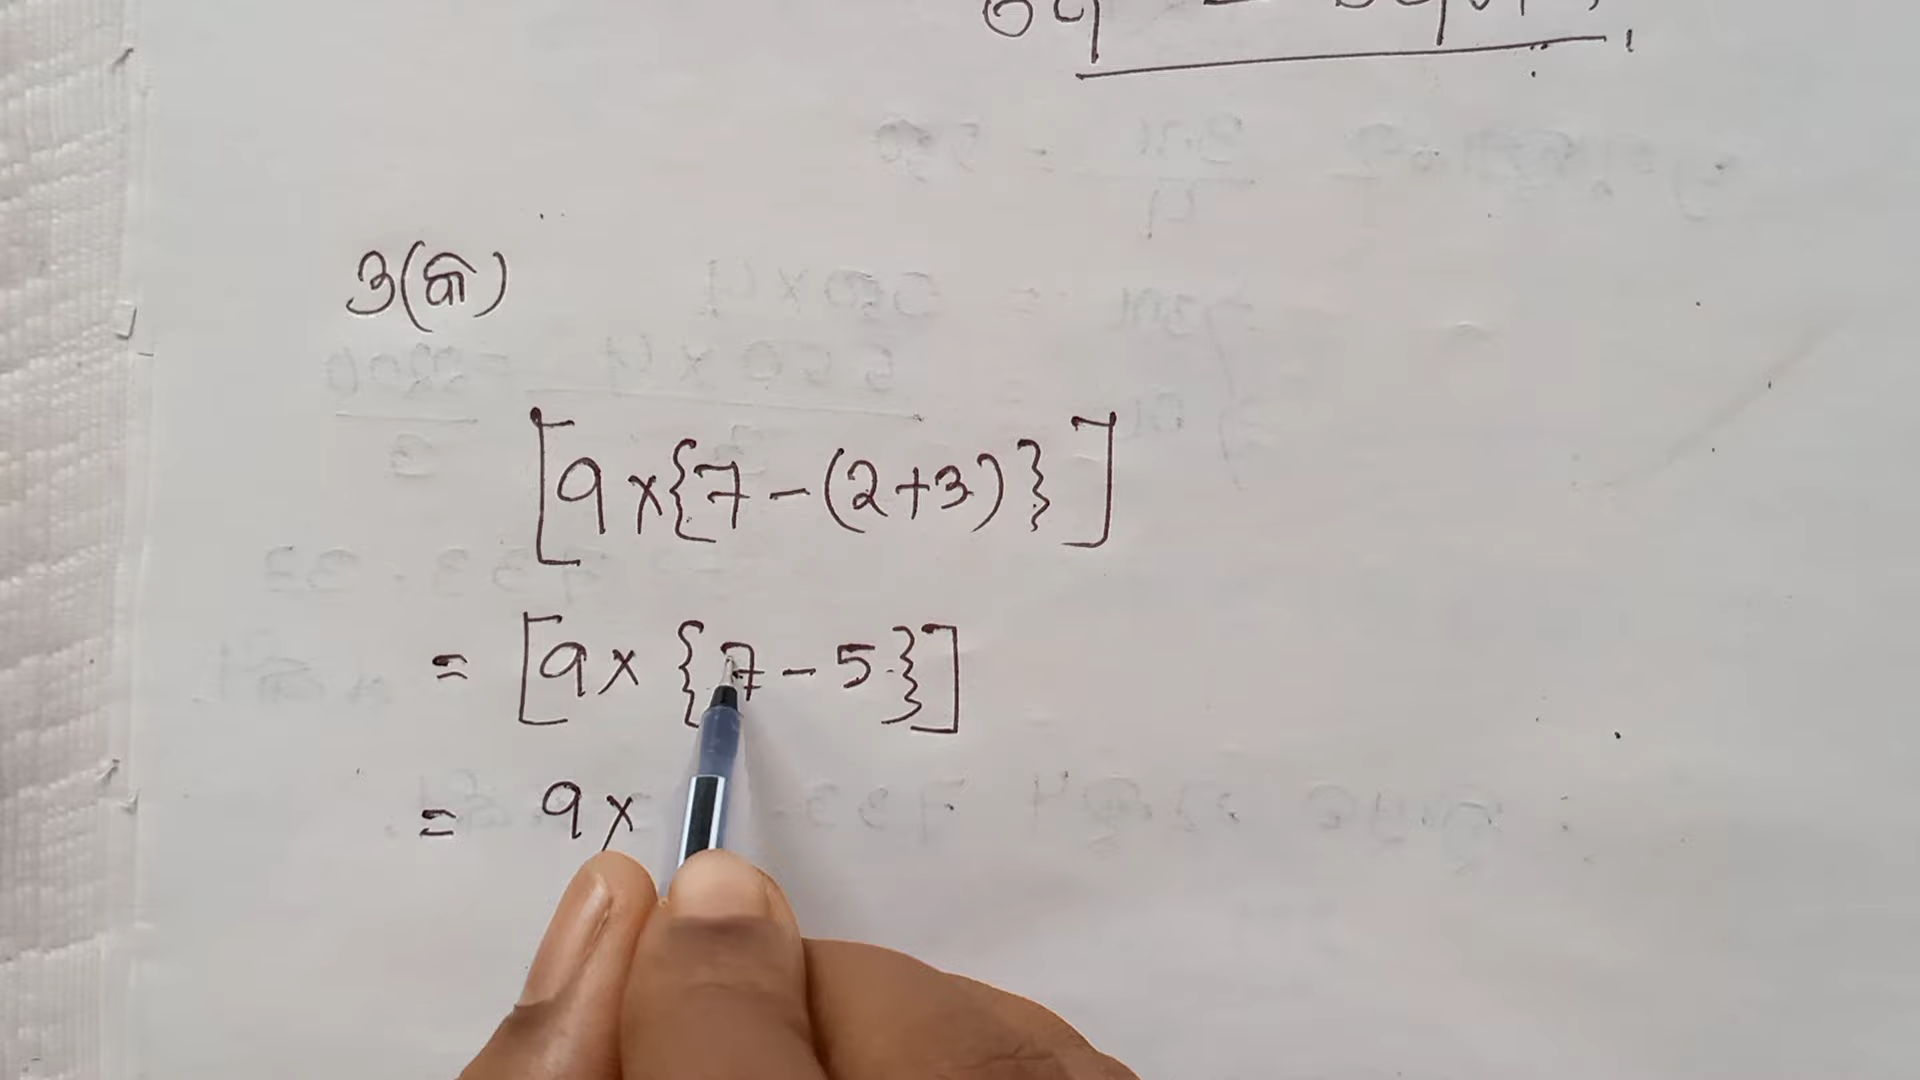 3(କ)
[9 x {7 - (2+3)}]
= [9 x {7 - 5}]
= 9 x